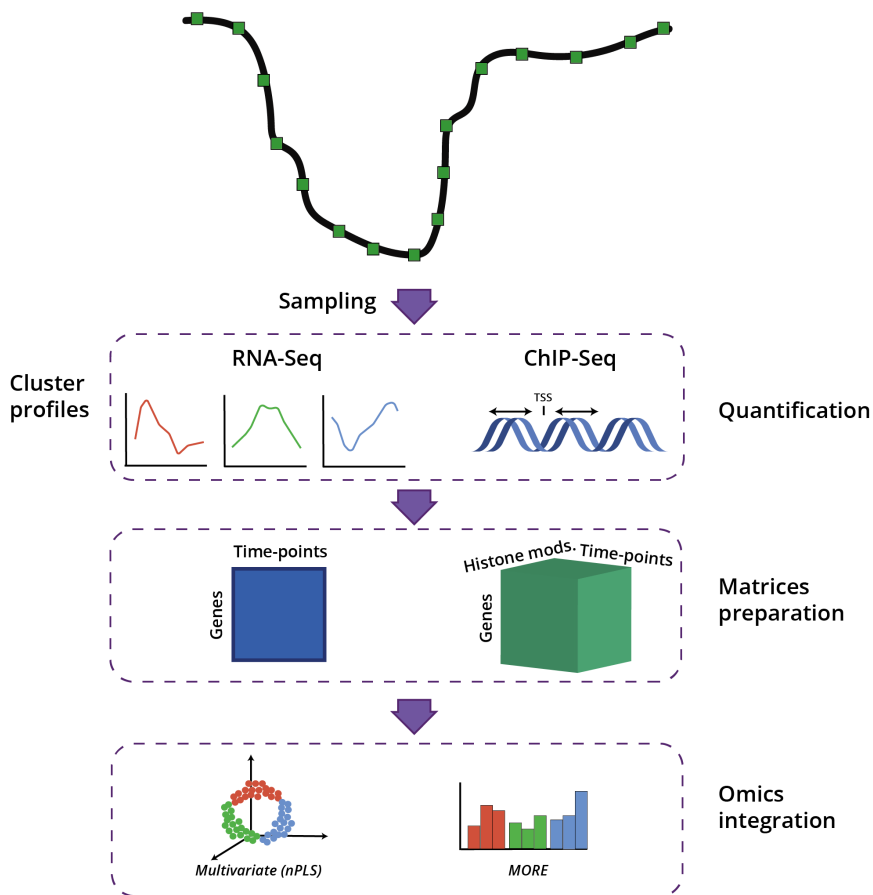 Sampling
RNA-Seq
ChIP-Seq
Cluster
profiles
TSS
Quantification
Time-points
Genes
Histone mods.
Time-points
Genes
Matrices
preparation
Omics
integration
Multivariate (nPLS)
MORE